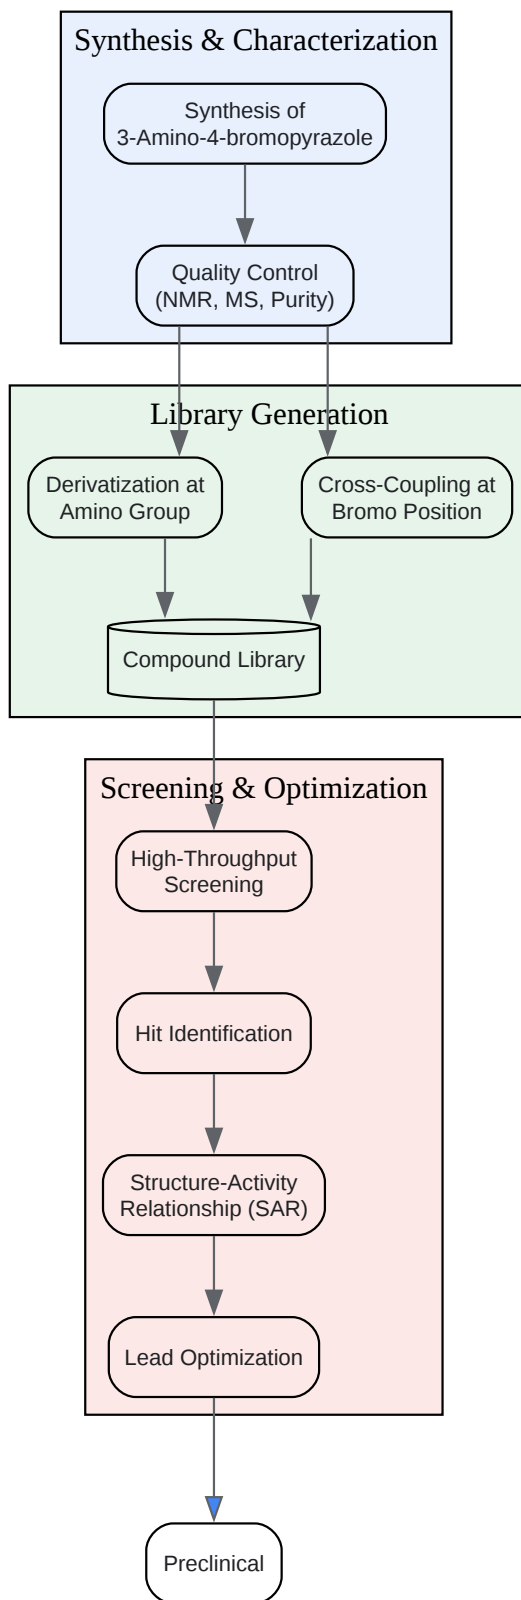 Synthesis & Characterization
Synthesis of
3-Amino-4-bromopyrazole
Quality Control
(NMR, MS, Purity)
Library Generation
Derivatization at
Amino Group
Cross-Coupling at
Bromo Position
Compound Library
Screening & Optimization
High-Throughput
Screening
Hit Identification
Structure-Activity
Relationship (SAR)
Lead Optimization
Preclinical